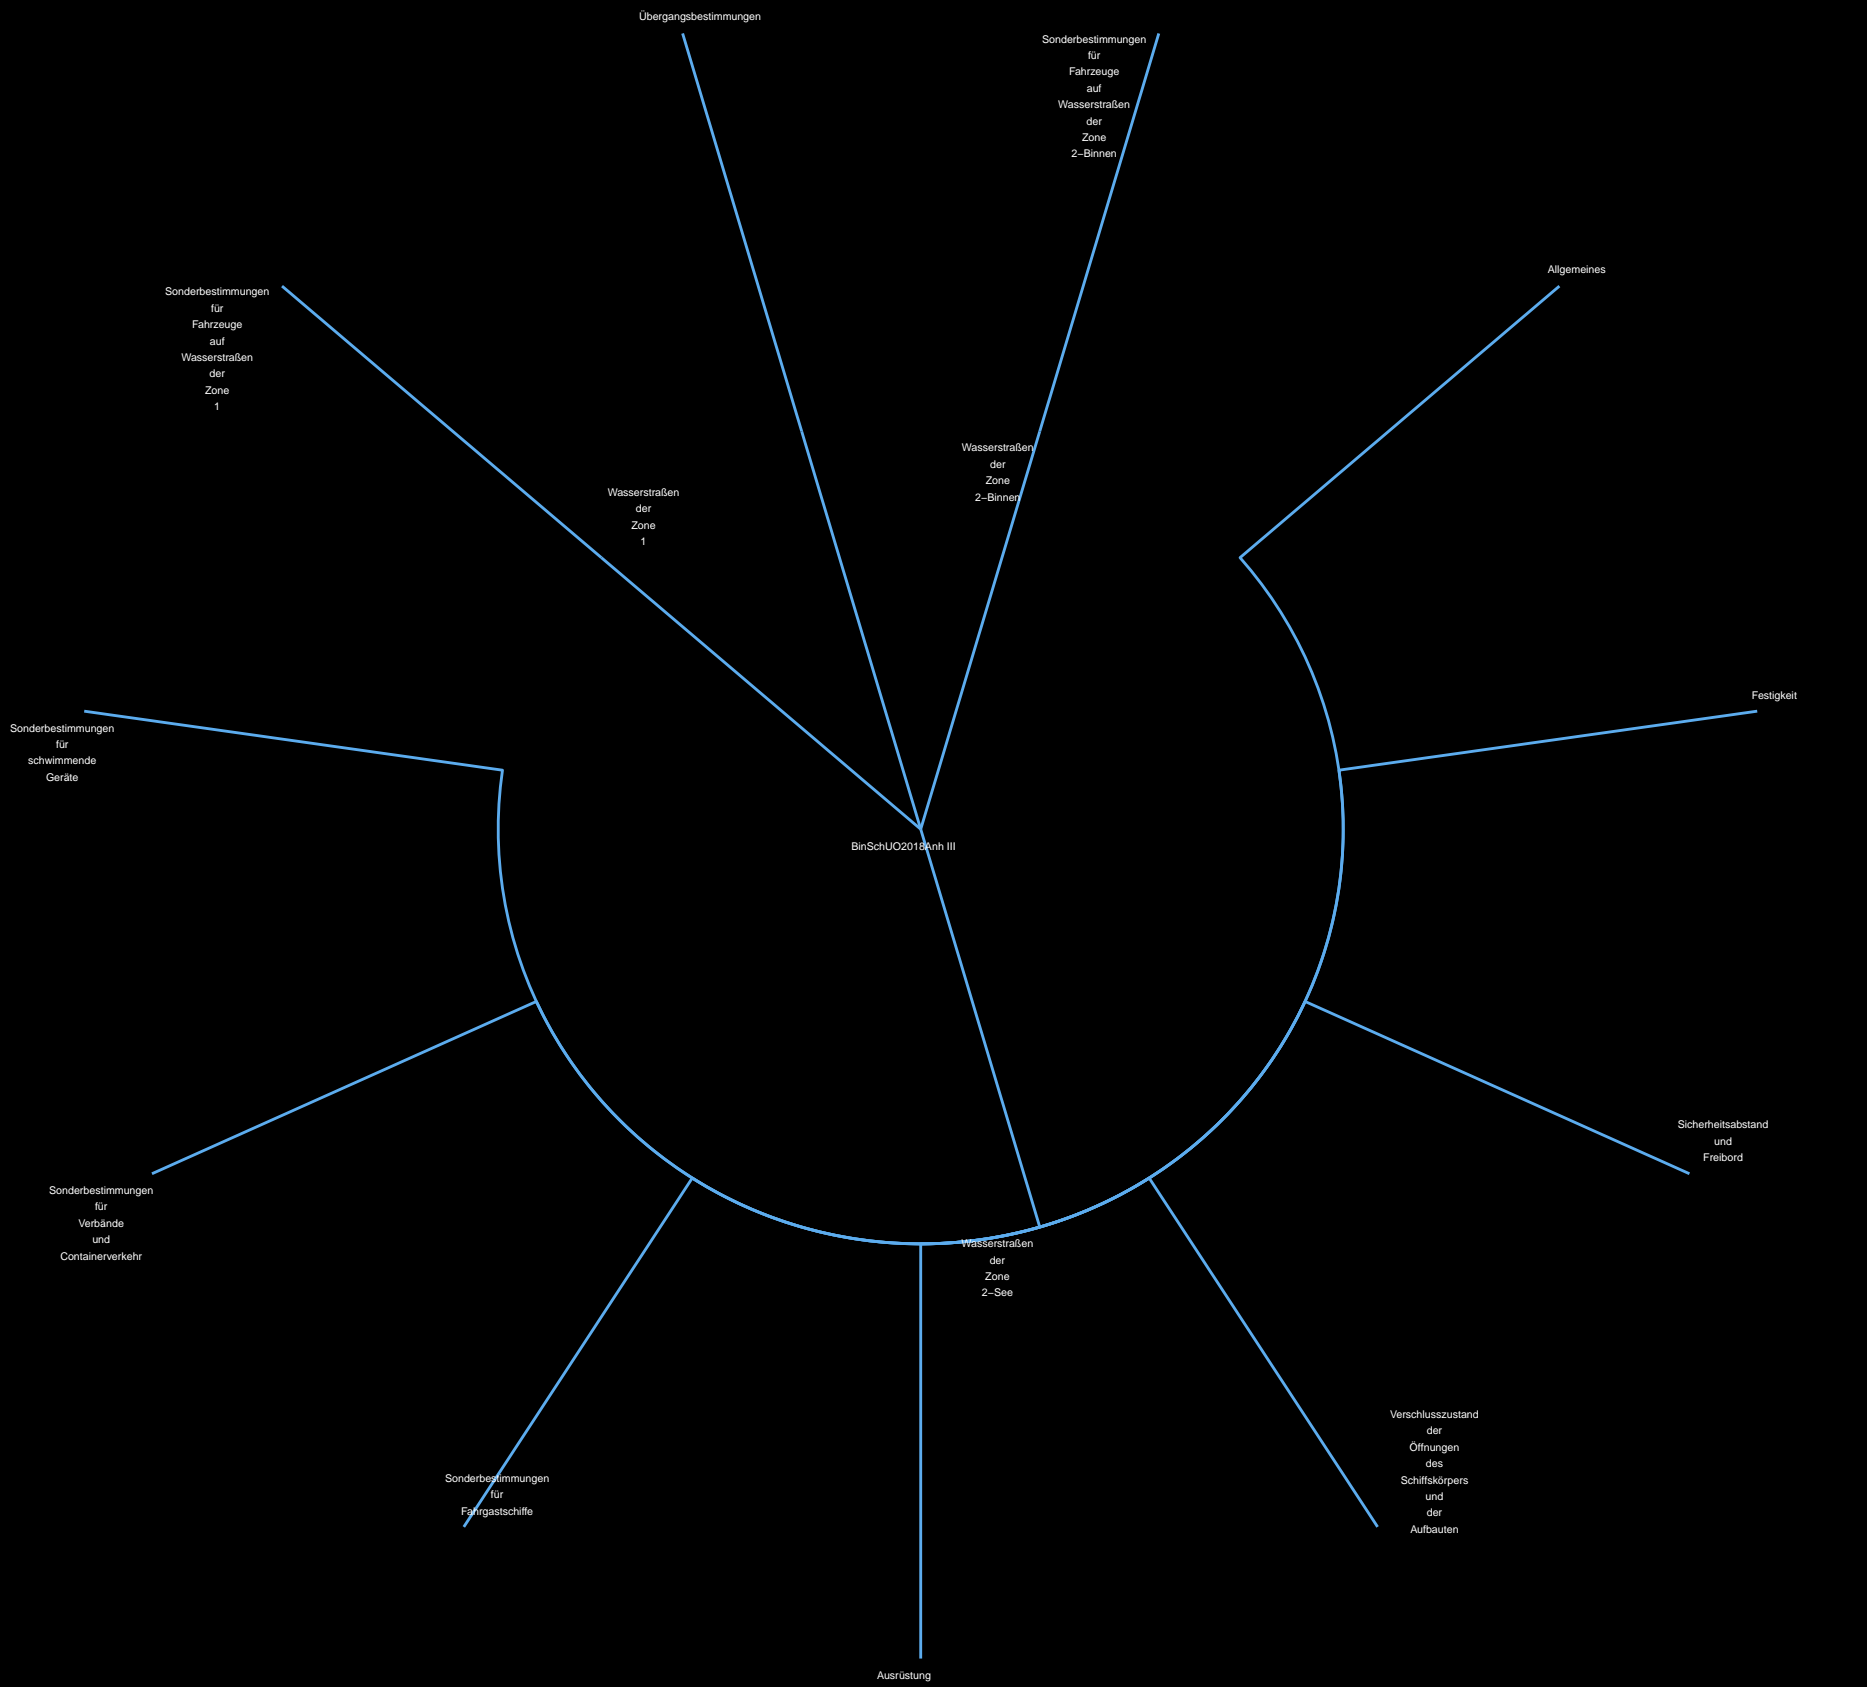 Übergangsbestimmungen
Sonderbestimmungen
für
Fahrzeuge
auf
Wasserstraßen
der
Zone
2–Binnen
Allgemeines
Sonderbestimmungen
für
Fahrzeuge
auf
Wasserstraßen
der
Zone
1
Wasserstraßen
der
Zone
2–Binnen
Wasserstraßen
der
Zone
1
Festigkeit
Sonderbestimmungen
für
schwimmende
Geräte
BinSchUO2018Anh III
Sicherheitsabstand
und
Freibord
Sonderbestimmungen
für
Verbände
und
Containerverkehr
Wasserstraßen
der
Zone
2–See
Verschlusszustand
der
Öffnungen
des
Schiffskörpers
und
der
Aufbauten
Sonderbestimmungen
für
Fahrgastschiffe
Ausrüstung